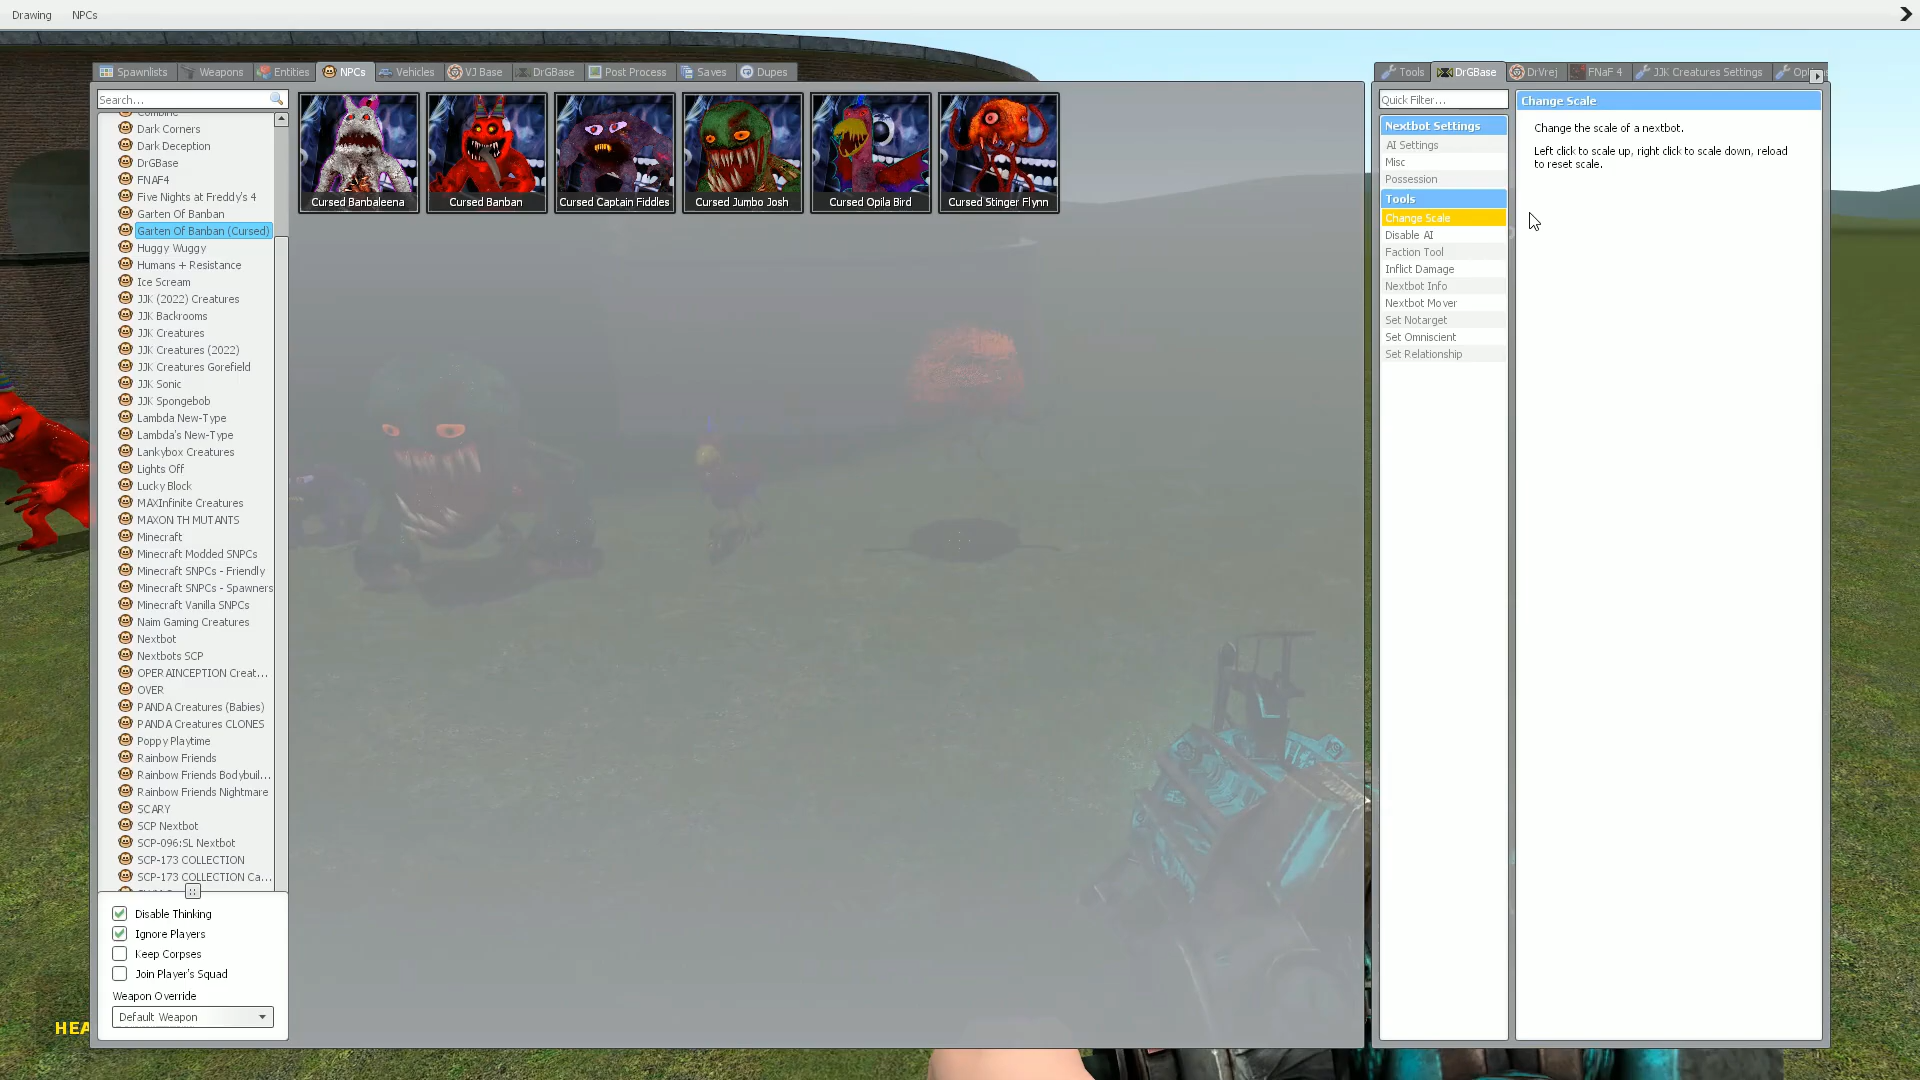 Drawing NPCs
Spawnlists Weapons Entities NPCs Vehicles VJ Base DrGBase Post Process Saves Dupes
Tools DrGBase DrVrej FNaF 4 JJK Creatures Settings
Search...
Dark Corners
Dark Deception
DrGBase
FNAF4
Five Nights at Freddy's 4
Garten Of Banban
Garten Of Banban (Cursed)
Huggy Wuggy
Humans + Resistance
Ice Scream
JJK (2022) Creatures
JJK Backrooms
JJK Creatures
JJK Creatures (2022)
JJK Creatures Gorefield
JJK Sonic
JJK Spongebob
Lambda New-Type
Lambda's New-Type
Lankybox Creatures
Lights Off
Lucky Block
MAXInfinite Creatures
MAXON TH MUTANTS
Minecraft
Minecraft Modded SNPCs
Minecraft SNPCs - Friendly
Minecraft SNPCs - Spawners
Minecraft Vanilla SNPCs
Naim Gaming Creatures
Nextbot
Nextbots SCP
OPERAINCEPTION Creat...
OVER
PANDA Creatures (Babies)
PANDA Creatures CLONES
Poppy Playtime
Rainbow Friends
Rainbow Friends Bodybuil...
Rainbow Friends Nightmare
SCARY
SCP Nextbot
SCP-096:SL Nextbot
SCP-173 COLLECTION
SCP-173 COLLECTION Ca...
Disable Thinking
Ignore Players
Keep Corpses
Join Player's Squad
Weapon Override
Default Weapon
HEA
Cursed Banbaleena Cursed Banban Cursed Captain Fiddles Cursed Jumbo Josh Cursed Opila Bird Cursed Stinger Flynn
Quick Filter...
Nextbot Settings
AI Settings
Misc
Possession
Tools
Change Scale
Disable AI
Faction Tool
Inflict Damage
Nextbot Info
Nextbot Mover
Set Notarget
Set Omniscient
Set Relationship
Change Scale
Change the scale of a nextbot.
Left click to scale up, right click to scale down, reload
to reset scale.